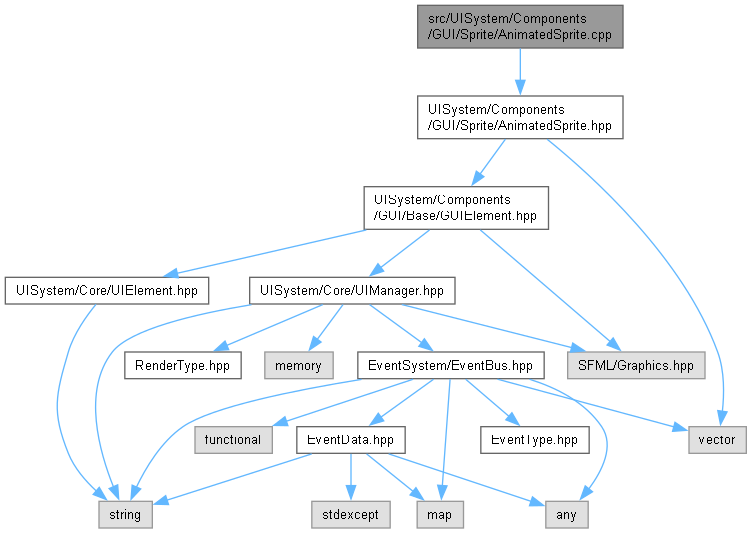 src/UISystem/Components
/GUI/Sprite/AnimatedSprite.cpp
UISystem/Components
/GUI/Sprite/AnimatedSprite.hpp
UISystem/Components
/GUI/Base/GUIElement.hpp
UISystem/Core/UIElement.hpp
UISystem/Core/UIManager.hpp
RenderType.hpp
memory
EventSystem/EventBus.hpp
SFML/Graphics.hpp
functional
EventData.hpp
EventType.hpp
vector
string
stdexcept
map
any